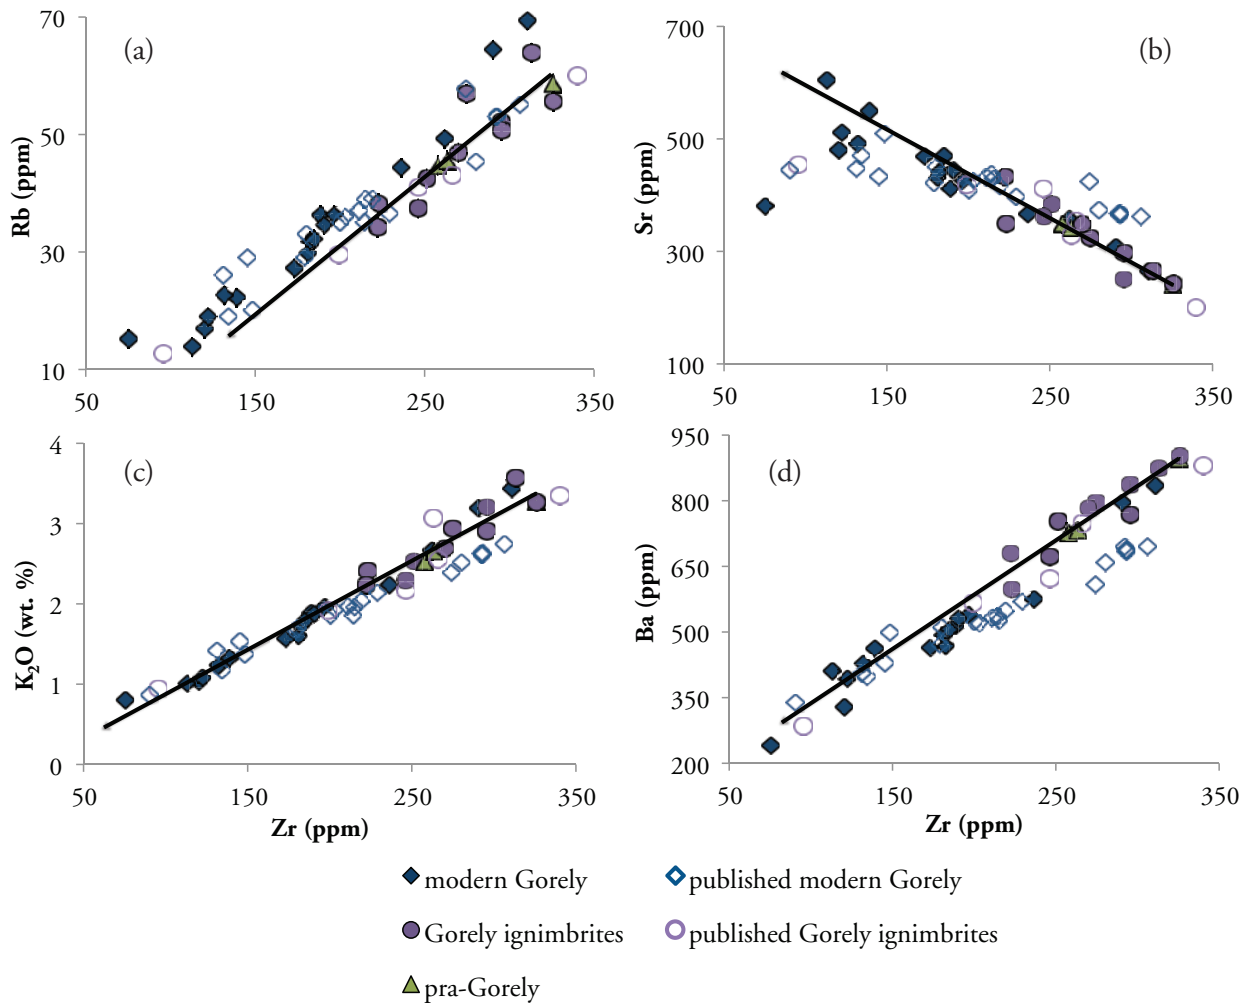 70
50
30
10
Rb (ppm)
(a)
50
150
250
350
700
500
300
100
Sr (ppm)
(b)
50
150
250
350
4
3
2
1
0
K2O (wt. %)
(c)
50
150
250
350
Zr (ppm)
950
800
650
500
350
200
Ba (ppm)
(d)
50
150
250
350
Zr (ppm)
modern Gorely
published modern Gorely
Gorely ignimbrites
published Gorely ignimbrites
pra-Gorely